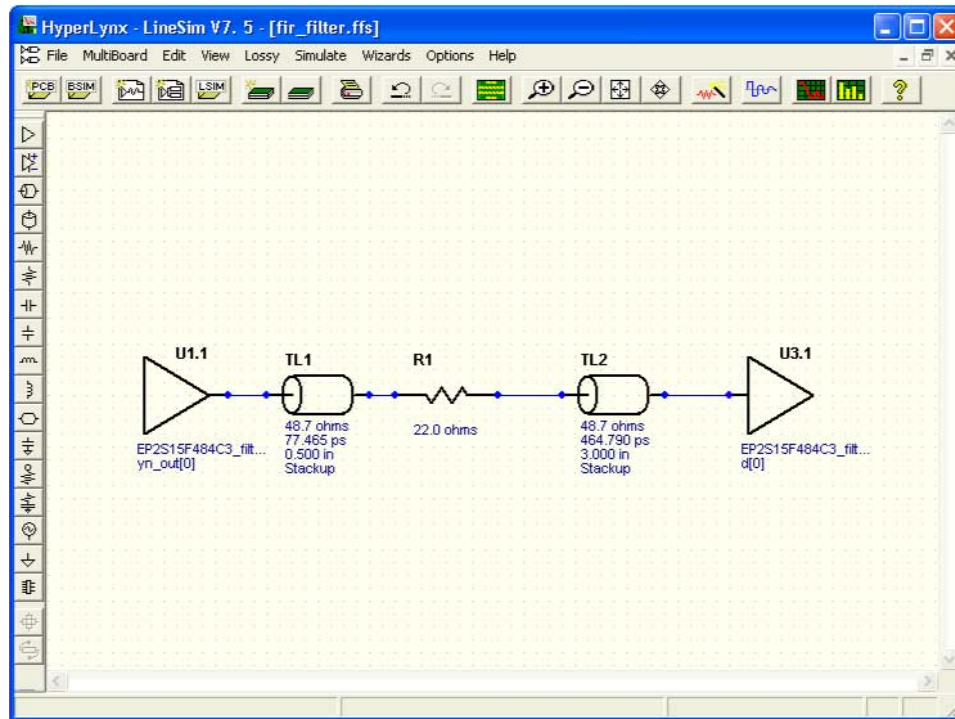 HyperLynx - LineSim V7. 5 - [fir_filter.ffs]
File MultiBoard Edit View Lossy Simulate Wizards Options Help
PCB BSIM LSIM
U1.1 TL1 R1 TL2 U3.1
48.7 ohms 22.0 ohms 48.7 ohms
77.465 ps 464.790 ps
EP2S15F484C3_filt... 0.500 in 3.000 in EP2S15F484C3_filt...
yn_out[0] Stackup Stackup d[0]